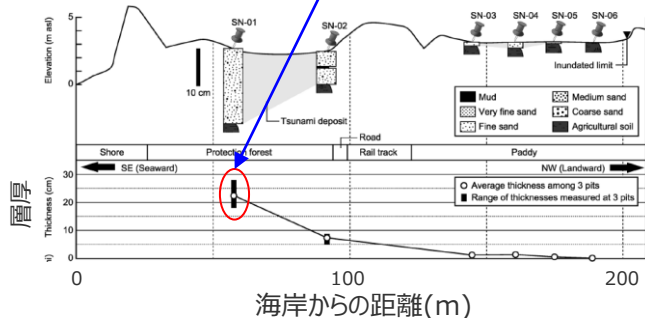 SN-01
SN-02
SN-03
SN-04
SN-05
SN-06
Elevation (m asl)
5
0
10 cm
Inundated limit
Tsunami deposit
Mud
Very fine sand
Fine sand
Medium sand
Coarse sand
Agricultural soil
Road
Shore
Protection forest
Rail track
Paddy
SE (Seaward)
NW (Landward)
層厚
Thickness (cm)
30
20
10
0
Average thickness among 3 pits
Range of thicknesses measured at 3 pits
0
100
200
海岸からの距離(m)